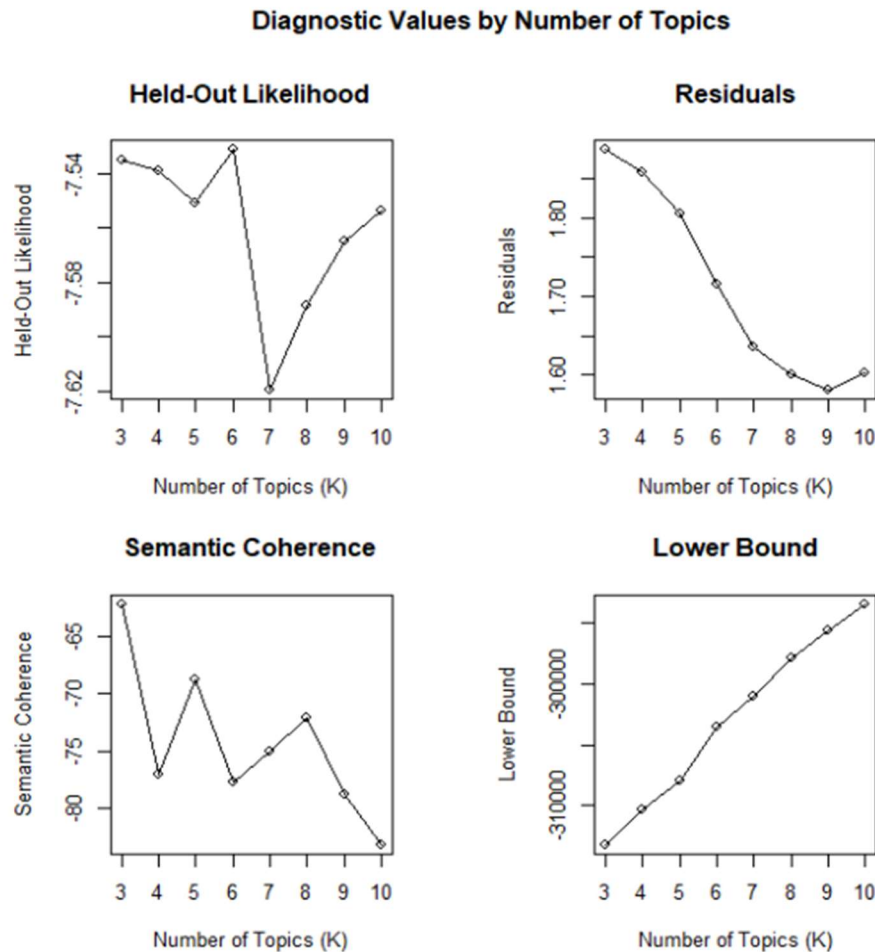 Diagnostic Values by Number of Topics
Held-Out Likelihood
Held-Out Likelihood
-7.54
-7.58
-7.62
3 4 5 6 7 8 9 10
Number of Topics (K)
Residuals
Residuals
1.80
1.70
1.60
3 4 5 6 7 8 9 10
Number of Topics (K)
Semantic Coherence
Semantic Coherence
-65
-70
-75
-80
3 4 5 6 7 8 9 10
Number of Topics (K)
Lower Bound
Lower Bound
-300000
-310000
3 4 5 6 7 8 9 10
Number of Topics (K)